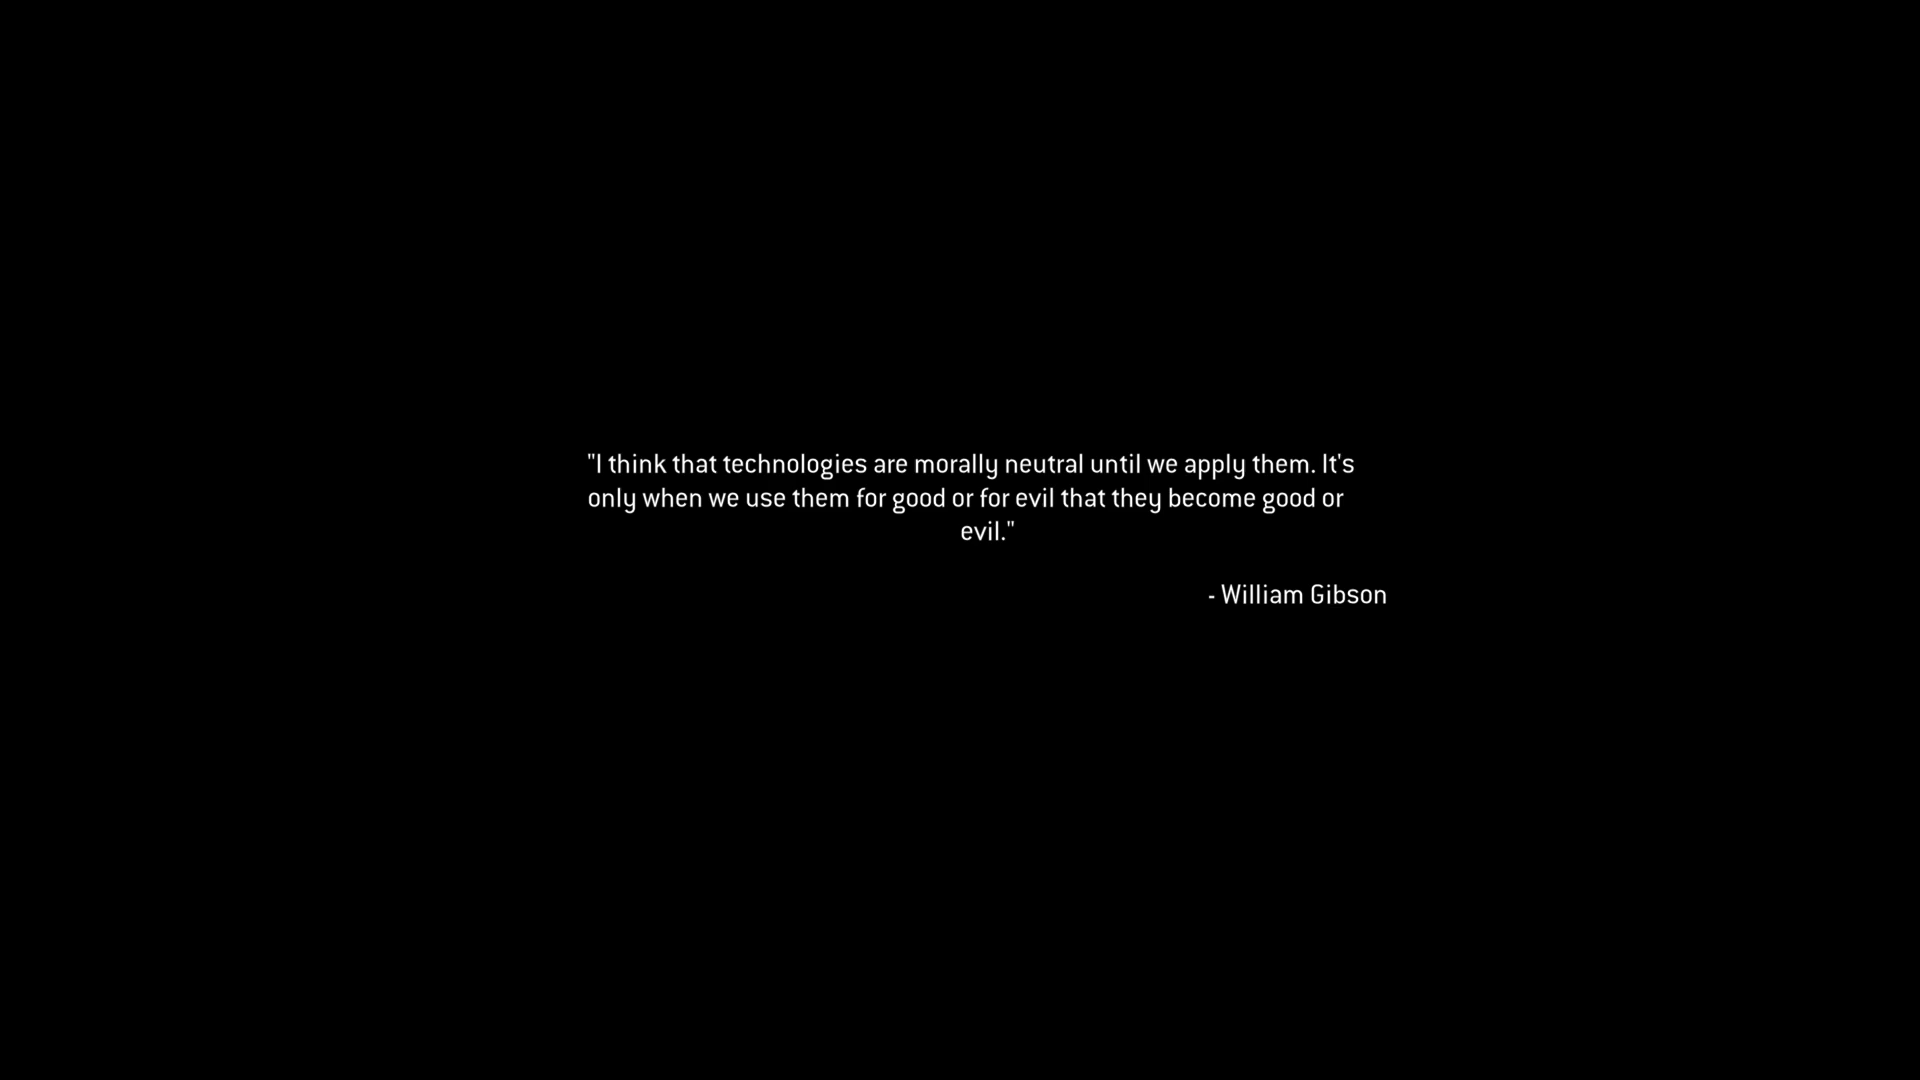 "I think that technologies are morally neutral until we apply them. It's
only when we use them for good or for evil that they become good or
evil."
- William Gibson